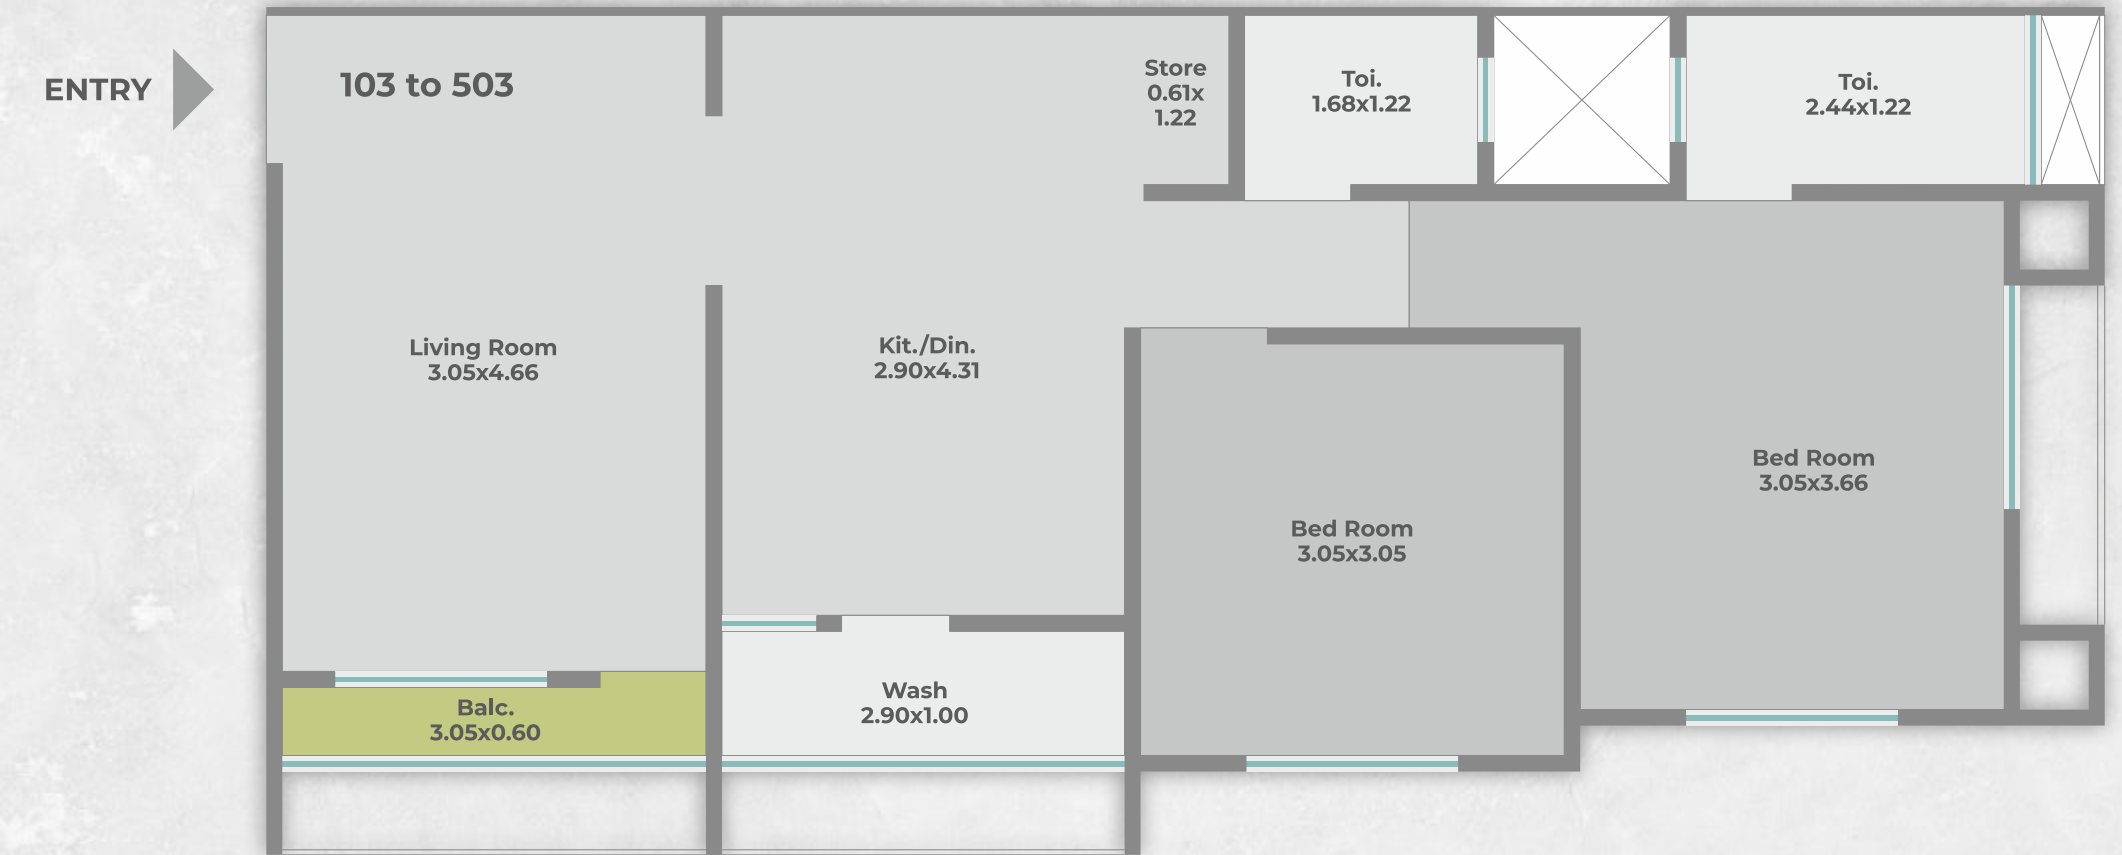 ENTRY
103 to 503
Store
0.61x
1.22
Toi.
1.68x1.22
Toi.
2.44x1.22
Living Room
3.05x4.66
Kit./Din.
2.90x4.31
Bed Room
3.05x3.66
Bed Room
3.05x3.05
Wash
2.90x1.00
Balc.
3.05x0.60